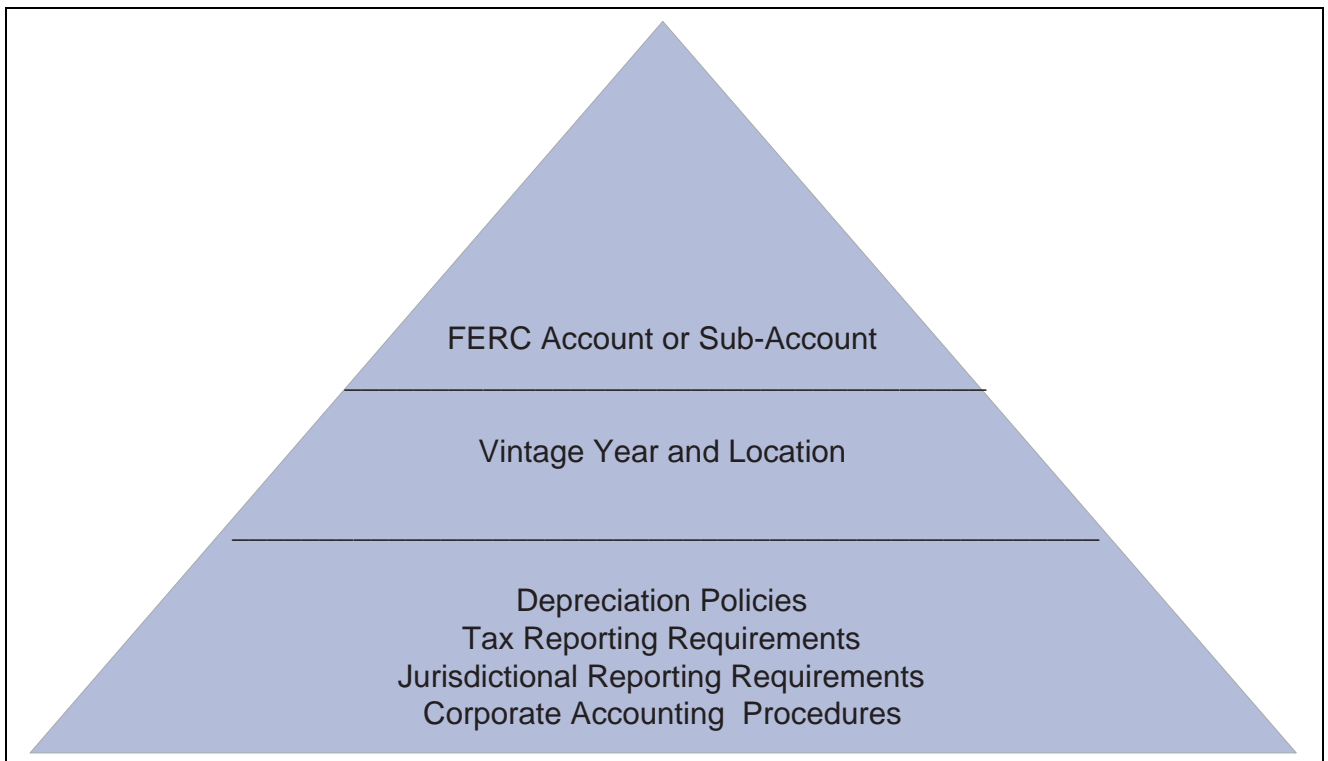 FERC Account or Sub-Account
Vintage Year and Location
Depreciation Policies
Tax Reporting Requirements
Jurisdictional Reporting Requirements
Corporate Accounting  Procedures